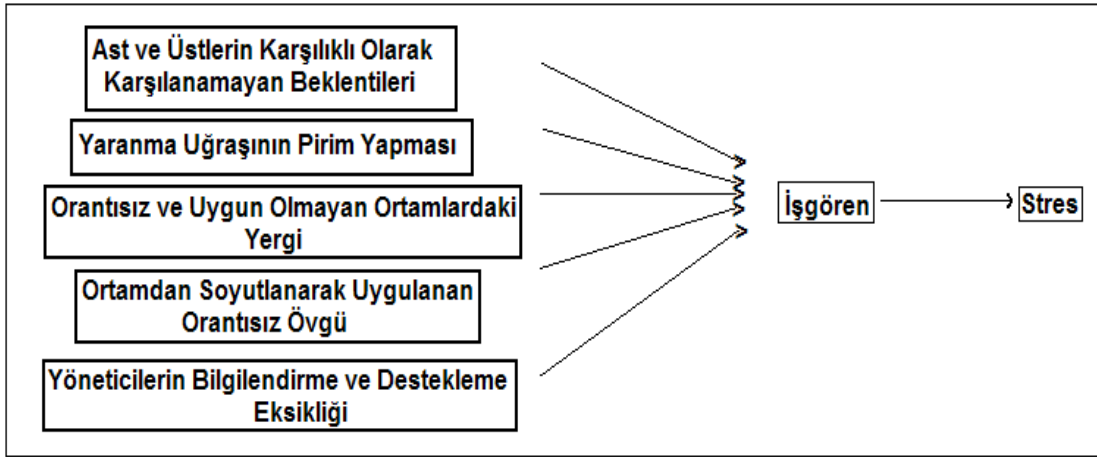 Ast ve Üstlerin Karşılıklı Olarak
Karşılanamayan Beklentileri
Yaranma Uğraşının Pirim Yapması
Orantısız ve Uygun Olmayan Ortamlardaki
Yergi
Ortamdan Soyutlanarak Uygulanan
Orantısız Övgü
Yöneticilerin Bilgilendirme ve Destekleme
Eksikliği
İşgören
Stres